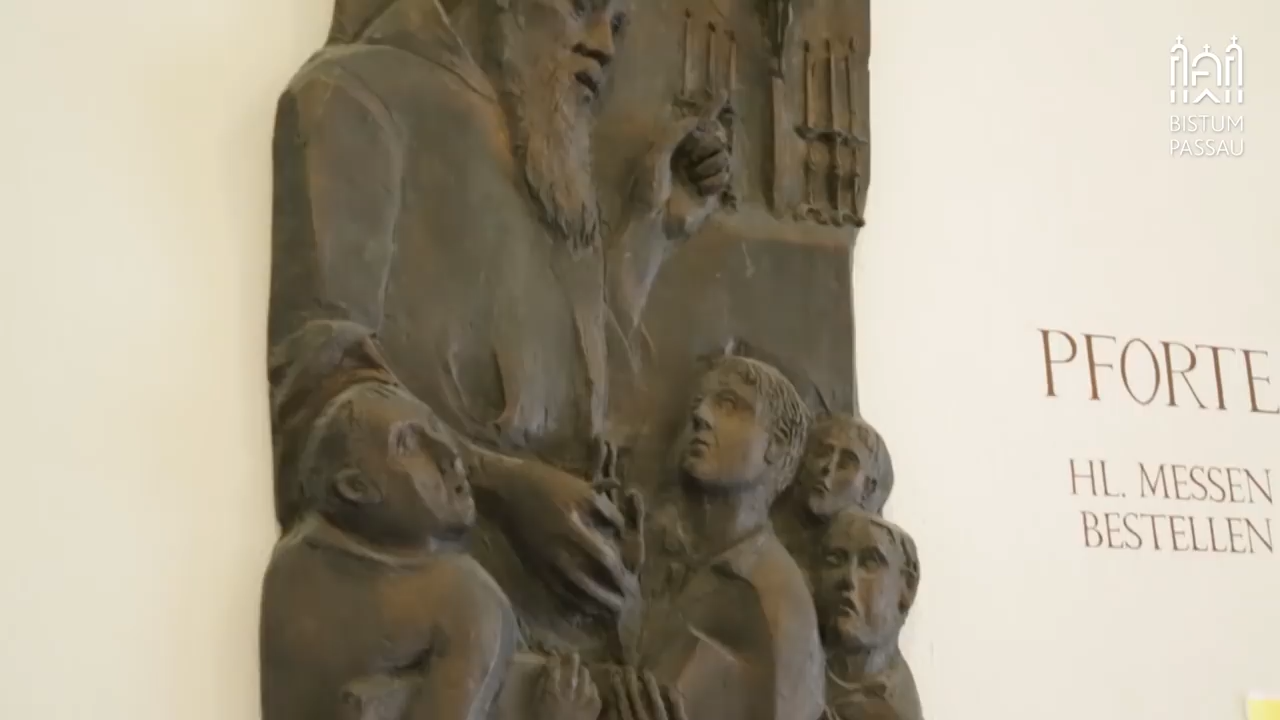 BISTUM
PASSAU
PFORTE
HL. MESSEN
BESTELLEN